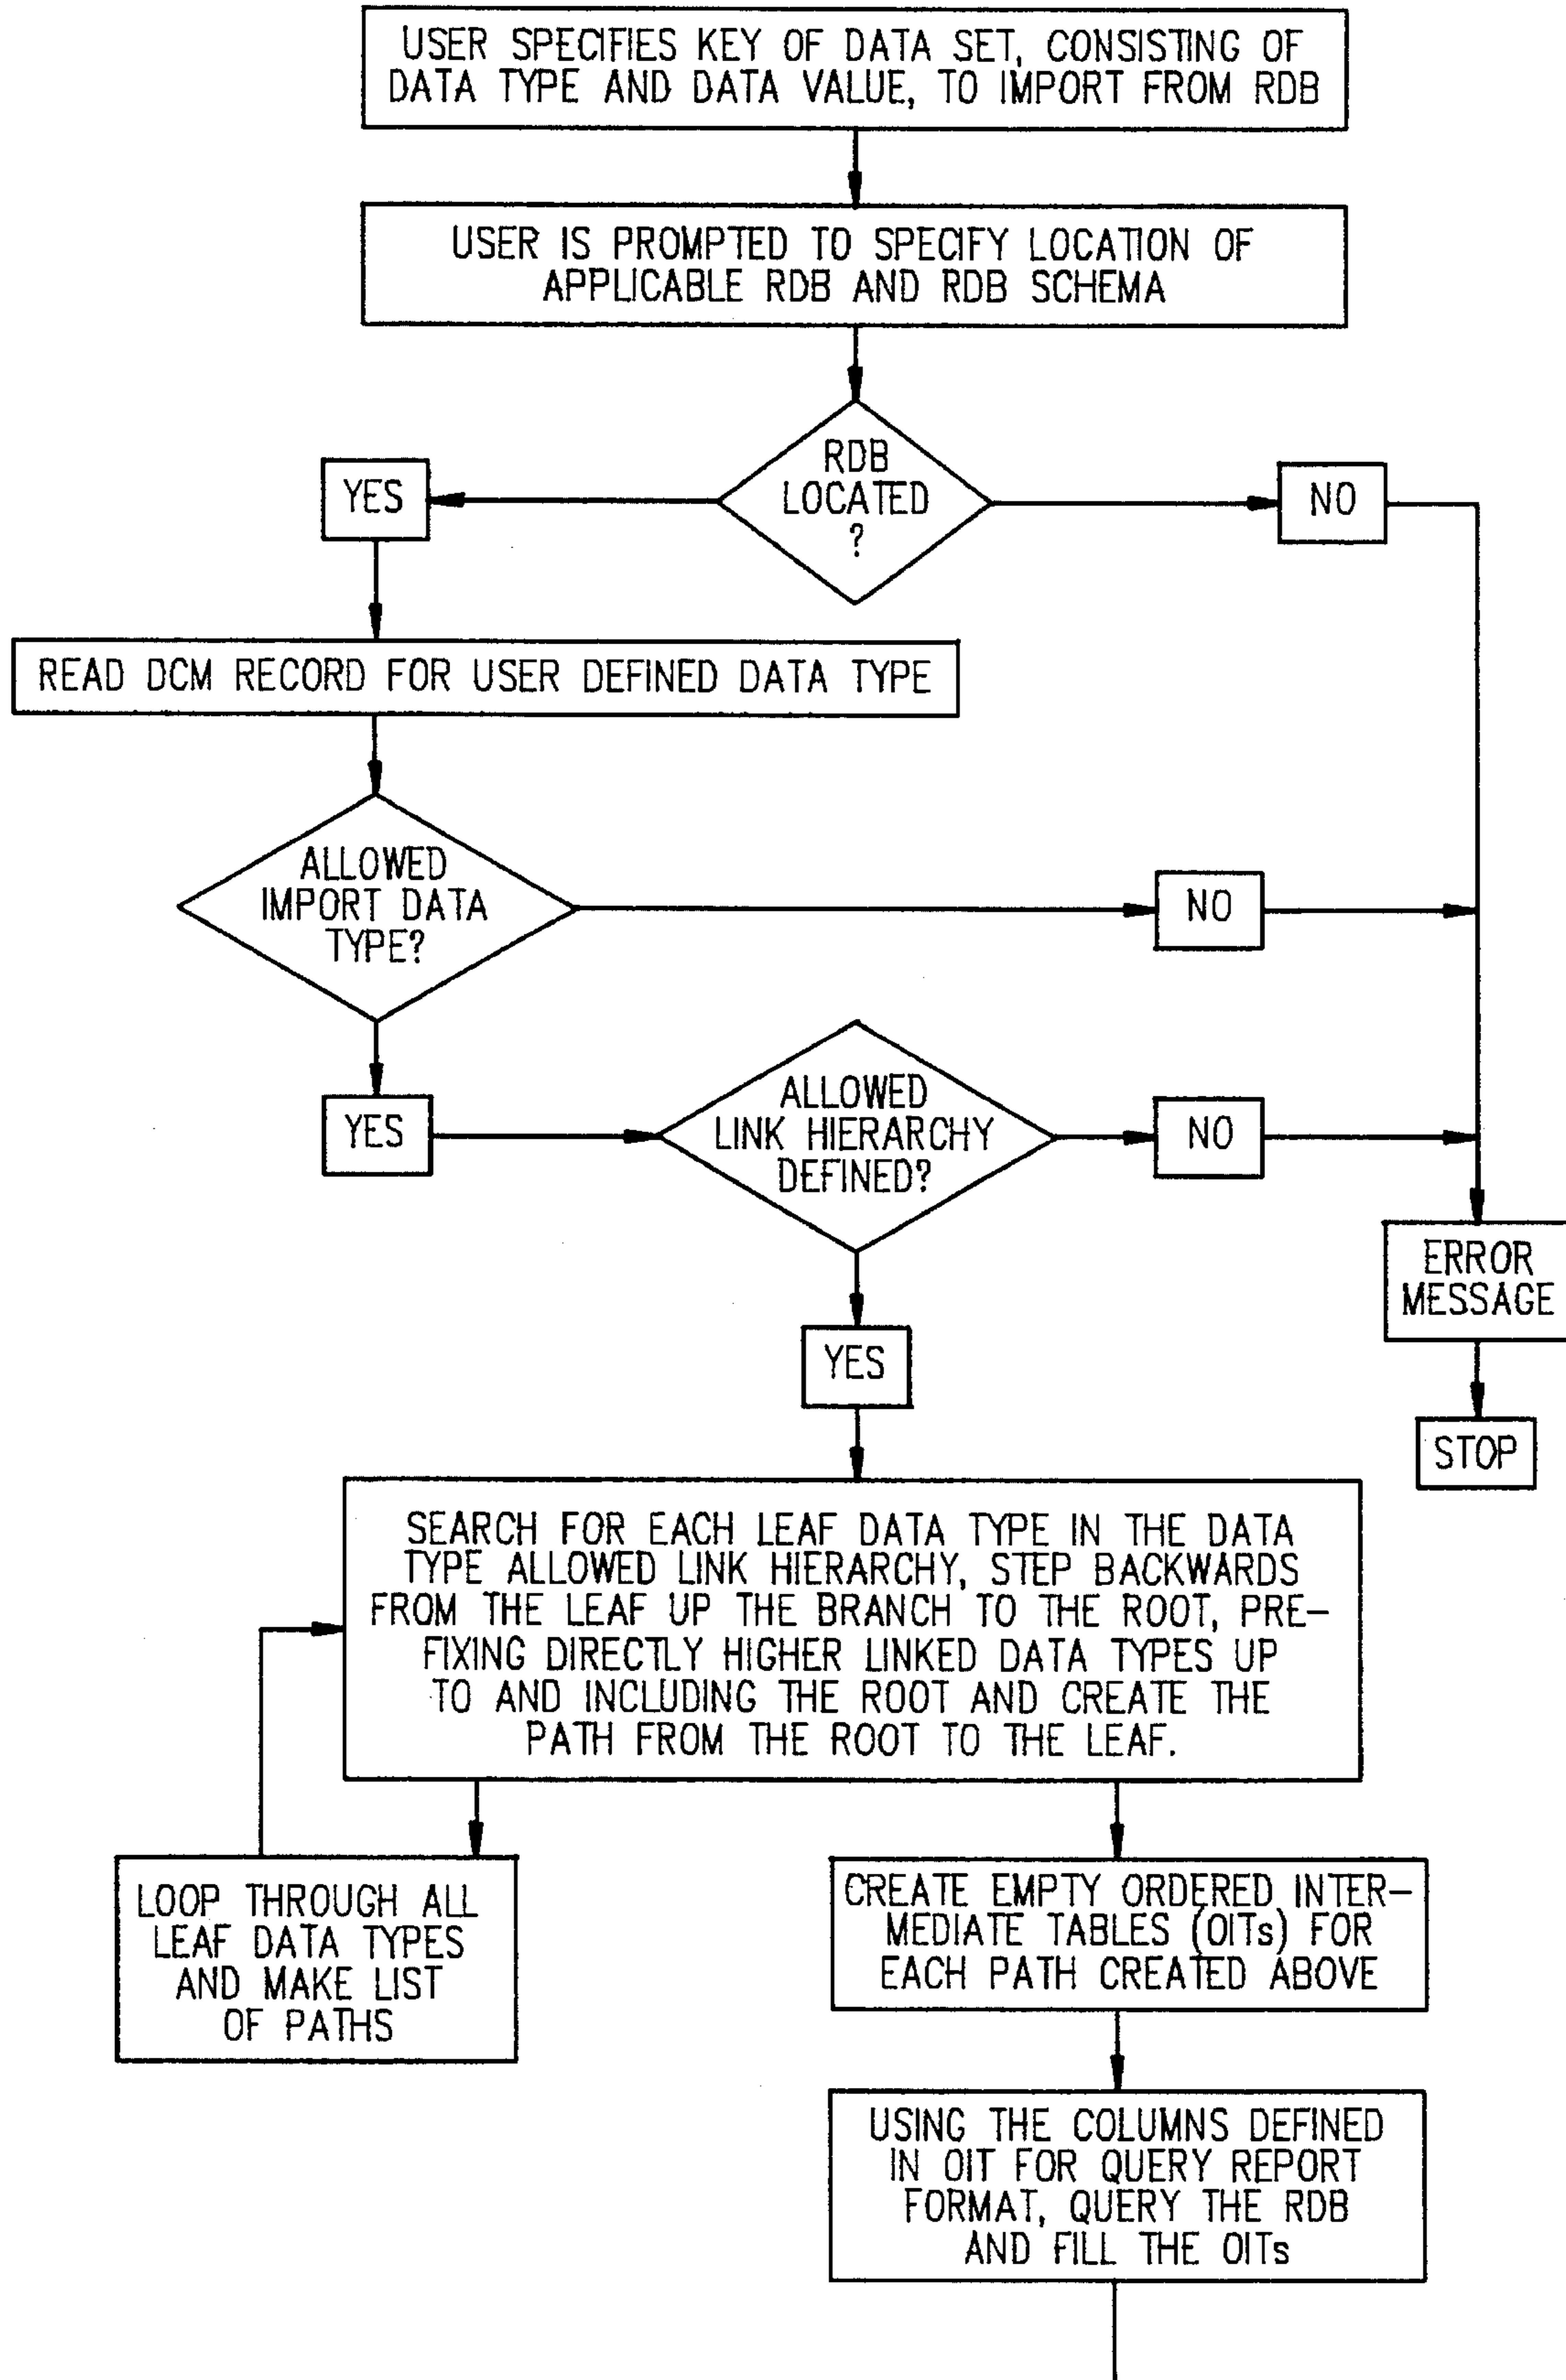 USER SPECIFIES KEY OF DATA SET, CONSISTING OF
DATA TYPE AND DATA VALUE, TO IMPORT FROM RDB
USER IS PROMPTED TO SPECIFY LOCATION OF
APPLICABLE RDB AND RDB SCHEMA
RDB
LOCATED
?
YES
NO
READ DCM RECORD FOR USER DEFINED DATA TYPE
ALLOWED
IMPORT DATA
TYPE?
NO
YES
ALLOWED
LINK HIERARCHY
DEFINED?
NO
ERROR
MESSAGE
YES
STOP
SEARCH FOR EACH LEAF DATA TYPE IN THE DATA
TYPE ALLOWED LINK HIERARCHY, STEP BACKWARDS
FROM THE LEAF UP THE BRANCH TO THE ROOT, PRE-
FIXING DIRECTLY HIGHER LINKED DATA TYPES UP
TO AND INCLUDING THE ROOT AND CREATE THE
PATH FROM THE ROOT TO THE LEAF.
LOOP THROUGH ALL
LEAF DATA TYPES
AND MAKE LIST
OF PATHS
CREATE EMPTY ORDERED INTER-
MEDIATE TABLES (OITs) FOR
EACH PATH CREATED ABOVE
USING THE COLUMNS DEFINED
IN OIT FOR QUERY REPORT
FORMAT, QUERY THE RDB
AND FILL THE OITs